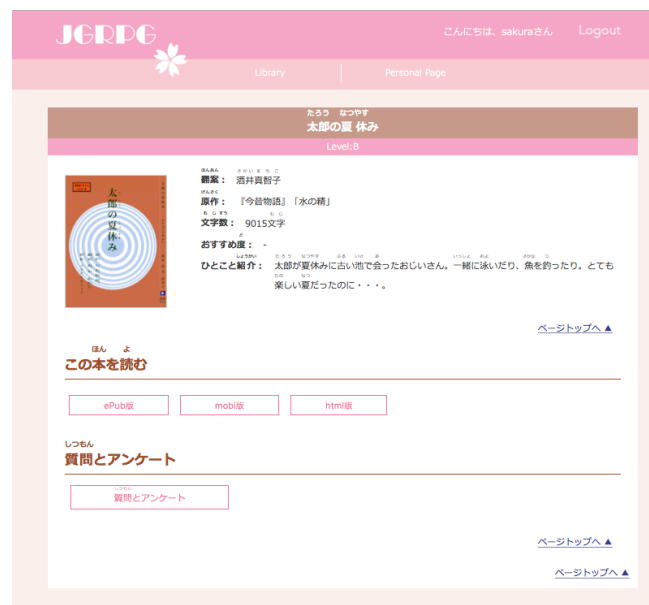 JGRPG
こんにちは、sakuraさん Logout
Library Personal Page
たろう なつやす
太郎の夏 休み
Level:B
太郎の夏休み
ほんあん さかいまちこ
翻案： 酒井真智子
げんさく
原作： 『今昔物語』「水の精」
もじすう もじ
文字数： 9015文字
ど
おすすめ度： -
しょうかい たろう なつやす ふる いけ あ いっしょ およ さかな つ
ひとこと紹介： 太郎が夏休みに古い池で会ったおじいさん。一緒に泳いだり、魚を釣ったり。とても
たの なつ
楽しい夏だったのに・・・。
ページトップへ ▲
ほん よ
この本を読む
ePub版 mobi版 html版
しつもん
質問とアンケート
しつもん
質問とアンケート
ページトップへ ▲
ページトップへ ▲